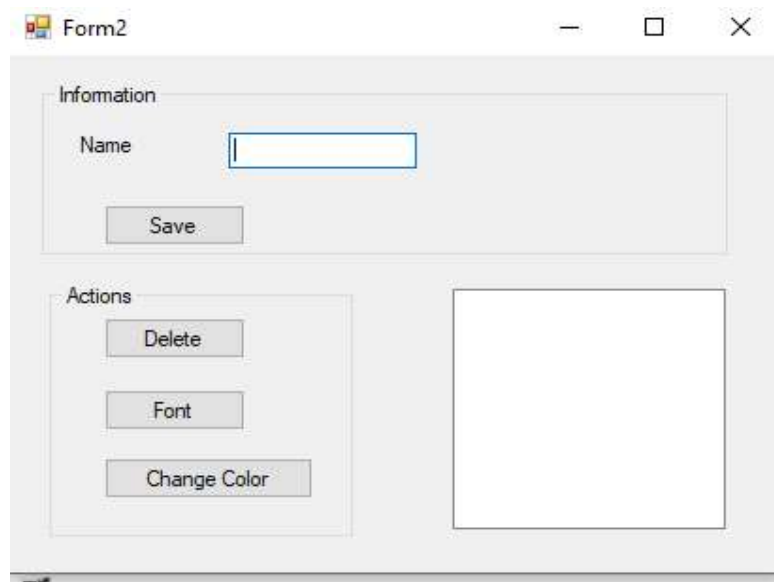 Form2
Information
Name
Save
Actions
Delete
Font
Change Color